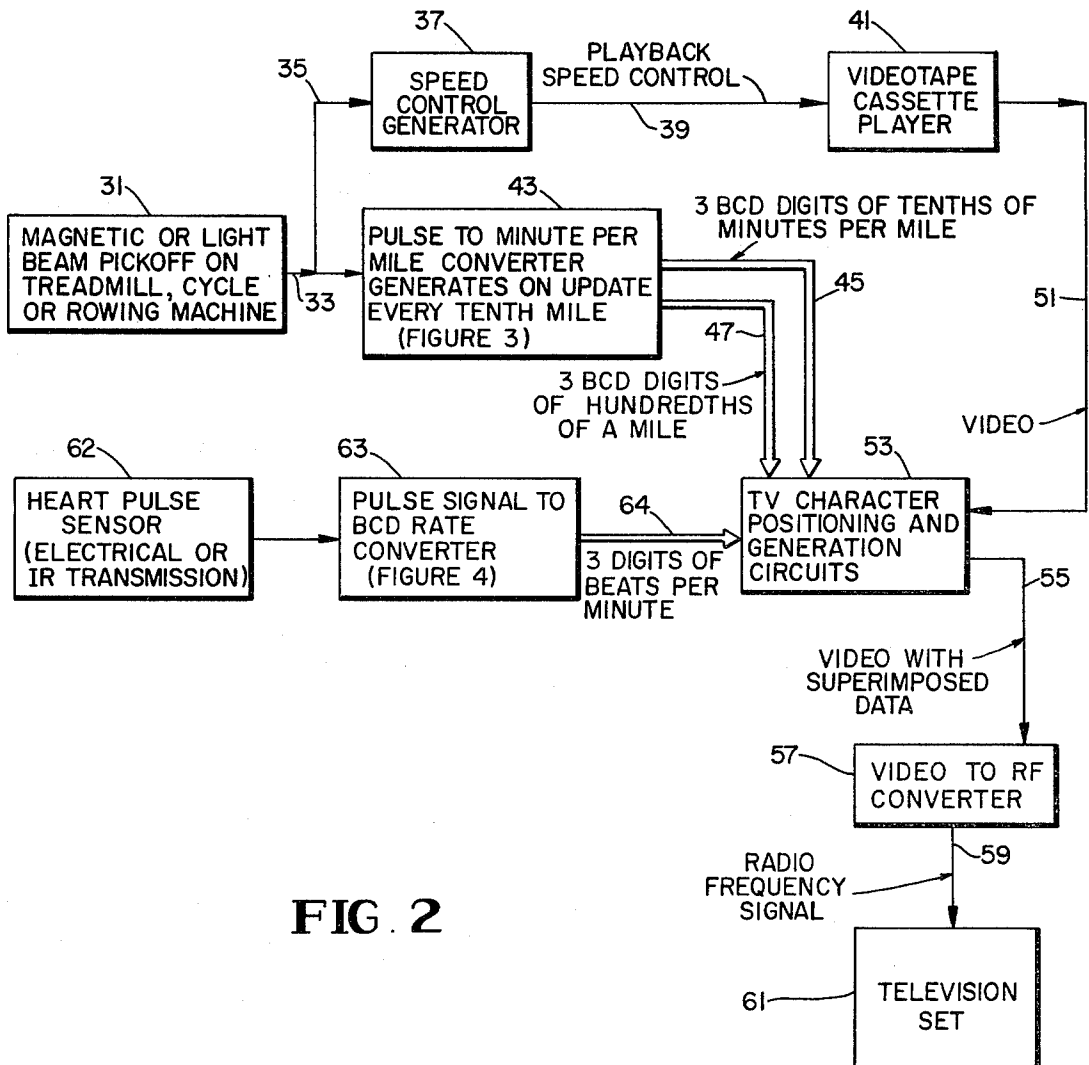 37
35
SPEED
CONTROL
GENERATOR
PLAYBACK
SPEED CONTROL
39
41
VIDEOTAPE
CASSETTE
PLAYER
31
MAGNETIC OR LIGHT
BEAM PICKOFF ON
TREADMILL, CYCLE
OR ROWING MACHINE
33
43
PULSE TO MINUTE PER
MILE CONVERTER
GENERATES ON UPDATE
EVERY TENTH MILE
(FIGURE 3)
3 BCD DIGITS OF TENTHS OF
MINUTES PER MILE
45
47
51
3 BCD DIGITS
OF HUNDREDTHS
OF A MILE
VIDEO
62
HEART PULSE
SENSOR
(ELECTRICAL OR
IR TRANSMISSION)
63
PULSE SIGNAL TO
BCD RATE
CONVERTER
(FIGURE 4)
64
3 DIGITS OF
BEATS PER
MINUTE
53
TV CHARACTER
POSITIONING AND
GENERATION
CIRCUITS
55
VIDEO WITH
SUPERIMPOSED
DATA
57
VIDEO TO RF
CONVERTER
59
RADIO
FREQUENCY
SIGNAL
FIG. 2
61
TELEVISION
SET